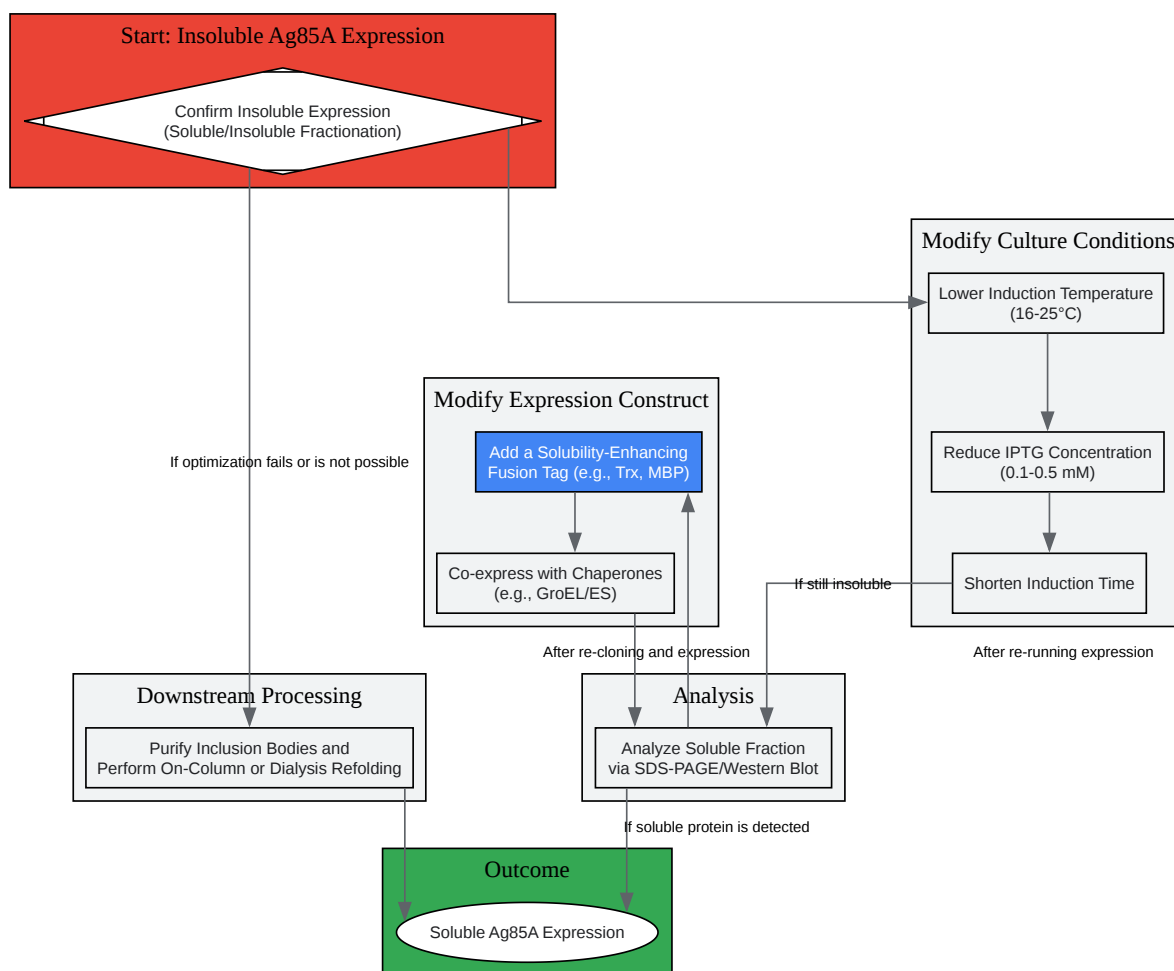 Start: Insoluble Ag85A Expression
Confirm Insoluble Expression
(Soluble/Insoluble Fractionation)
Modify Culture Conditions
Lower Induction Temperature
(16-25°C)
Reduce IPTG Concentration
(0.1-0.5 mM)
Shorten Induction Time
Modify Expression Construct
Add a Solubility-Enhancing
Fusion Tag (e.g., Trx, MBP)
Co-express with Chaperones
(e.g., GroEL/ES)
If optimization fails or is not possible
If still insoluble
After re-cloning and expression
After re-running expression
Downstream Processing
Purify Inclusion Bodies and
Perform On-Column or Dialysis Refolding
Analysis
Analyze Soluble Fraction
via SDS-PAGE/Western Blot
If soluble protein is detected
Outcome
Soluble Ag85A Expression